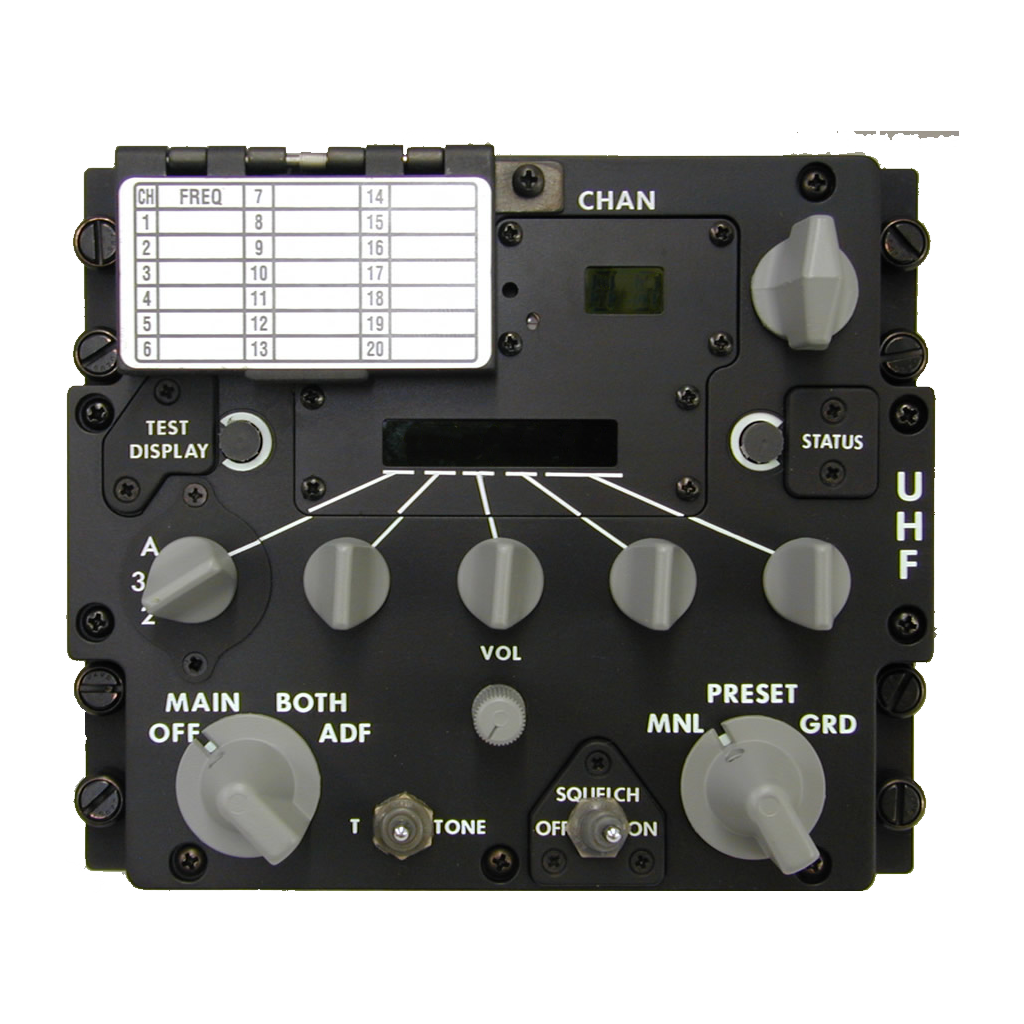 CH FREQ 7 14
1 8 15
2 9 16
3 10 17
4 11 18
5 12 19
6 13 20
CHAN
TEST
DISPLAY
STATUS
UHF
A
3
2
VOL
MAIN BOTH
OFF ADF
PRESET
MNL GRD
T TONE
SQUELCH
OFF ON